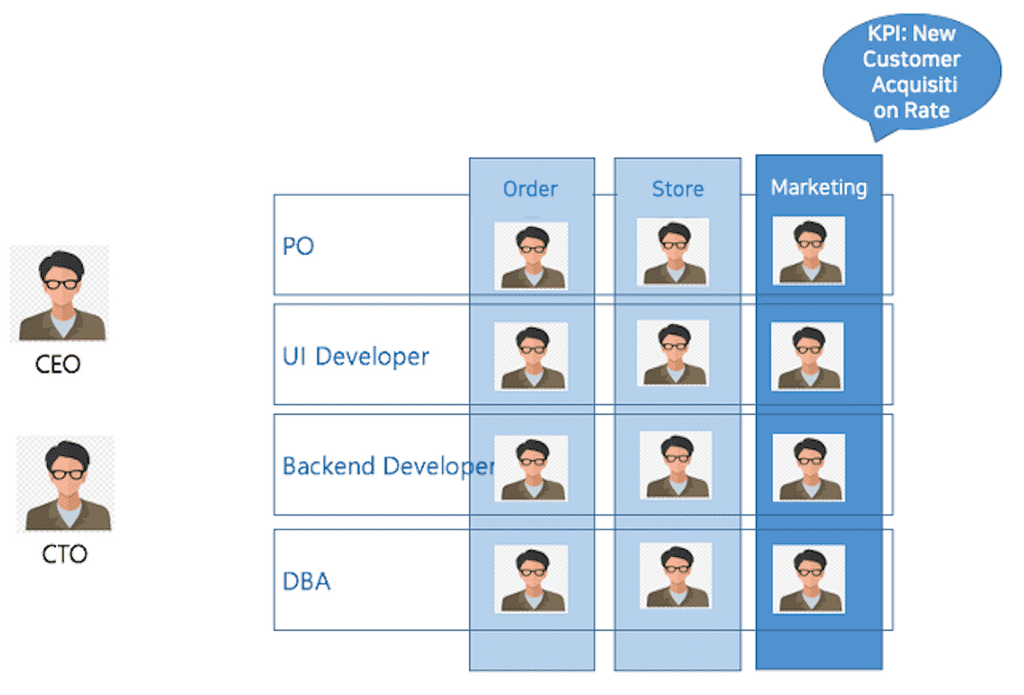 KPI: New
Customer
Acquisiti
on Rate
Order
Store
Marketing
PO
UI Developer
Backend Developer
DBA
CEO
CTO